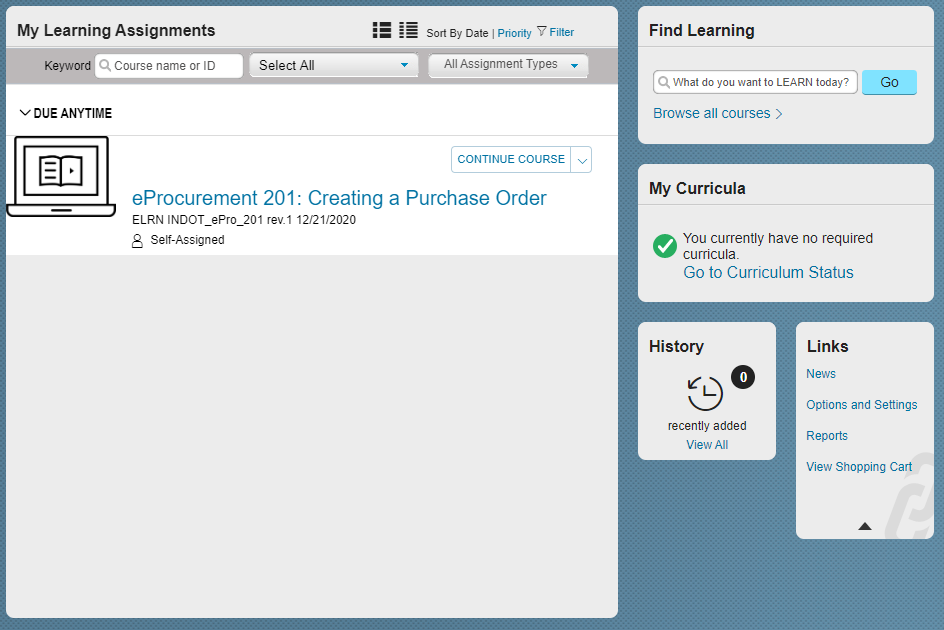 My Learning Assignments
Sort By Date | Priority Filter
Keyword Course name or ID Select All All Assignment Types
DUE ANYTIME
CONTINUE COURSE
eProcurement 201: Creating a Purchase Order
ELRN INDOT_ePro_201 rev.1 12/21/2020
Self-Assigned
Find Learning
What do you want to LEARN today? Go
Browse all courses
My Curricula
You currently have no required
curricula.
Go to Curriculum Status
History
0
recently added
View All
Links
News
Options and Settings
Reports
View Shopping Cart